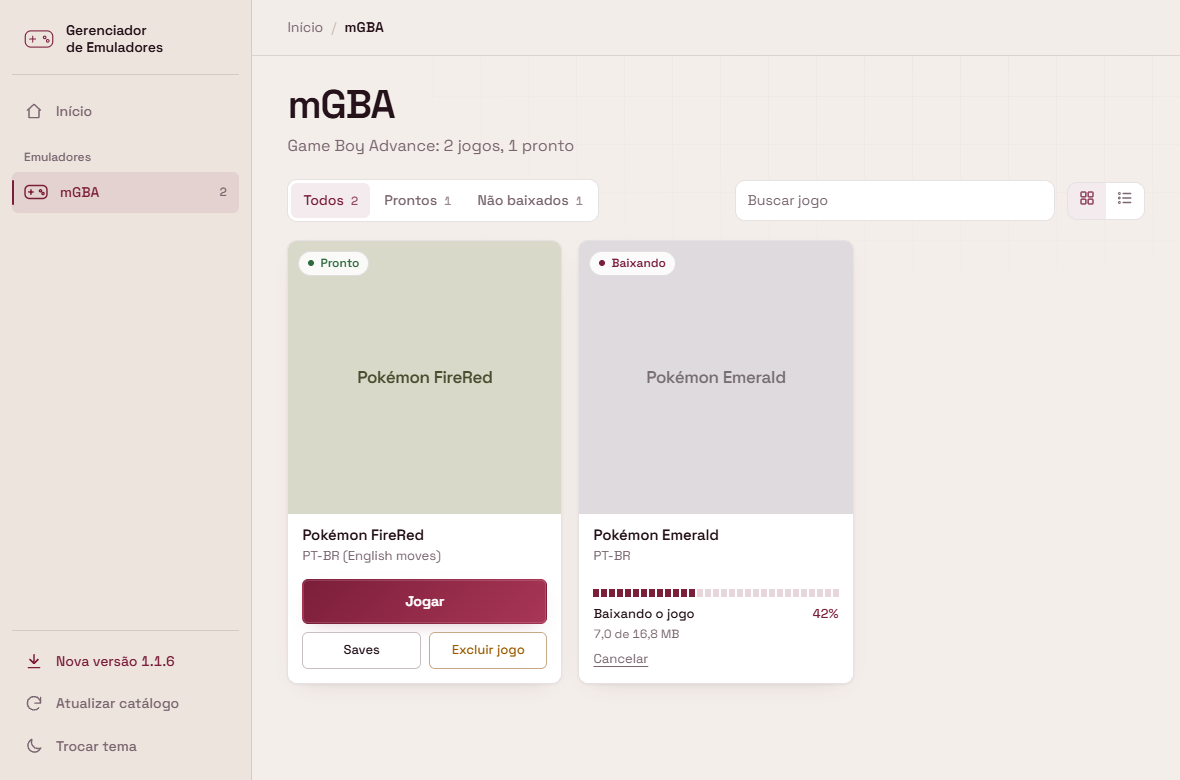 Gerenciador
de Emuladores
Início
Emuladores
mGBA 2
Nova versão 1.1.6
Atualizar catálogo
Trocar tema
Início / mGBA
mGBA
Game Boy Advance: 2 jogos, 1 pronto
Todos 2 Prontos 1 Não baixados 1
Buscar jogo
Pronto
Pokémon FireRed
Pokémon FireRed
PT-BR (English moves)
Jogar
Saves Excluir jogo
Baixando
Pokémon Emerald
Pokémon Emerald
PT-BR
Baixando o jogo 42%
7,0 de 16,8 MB
Cancelar